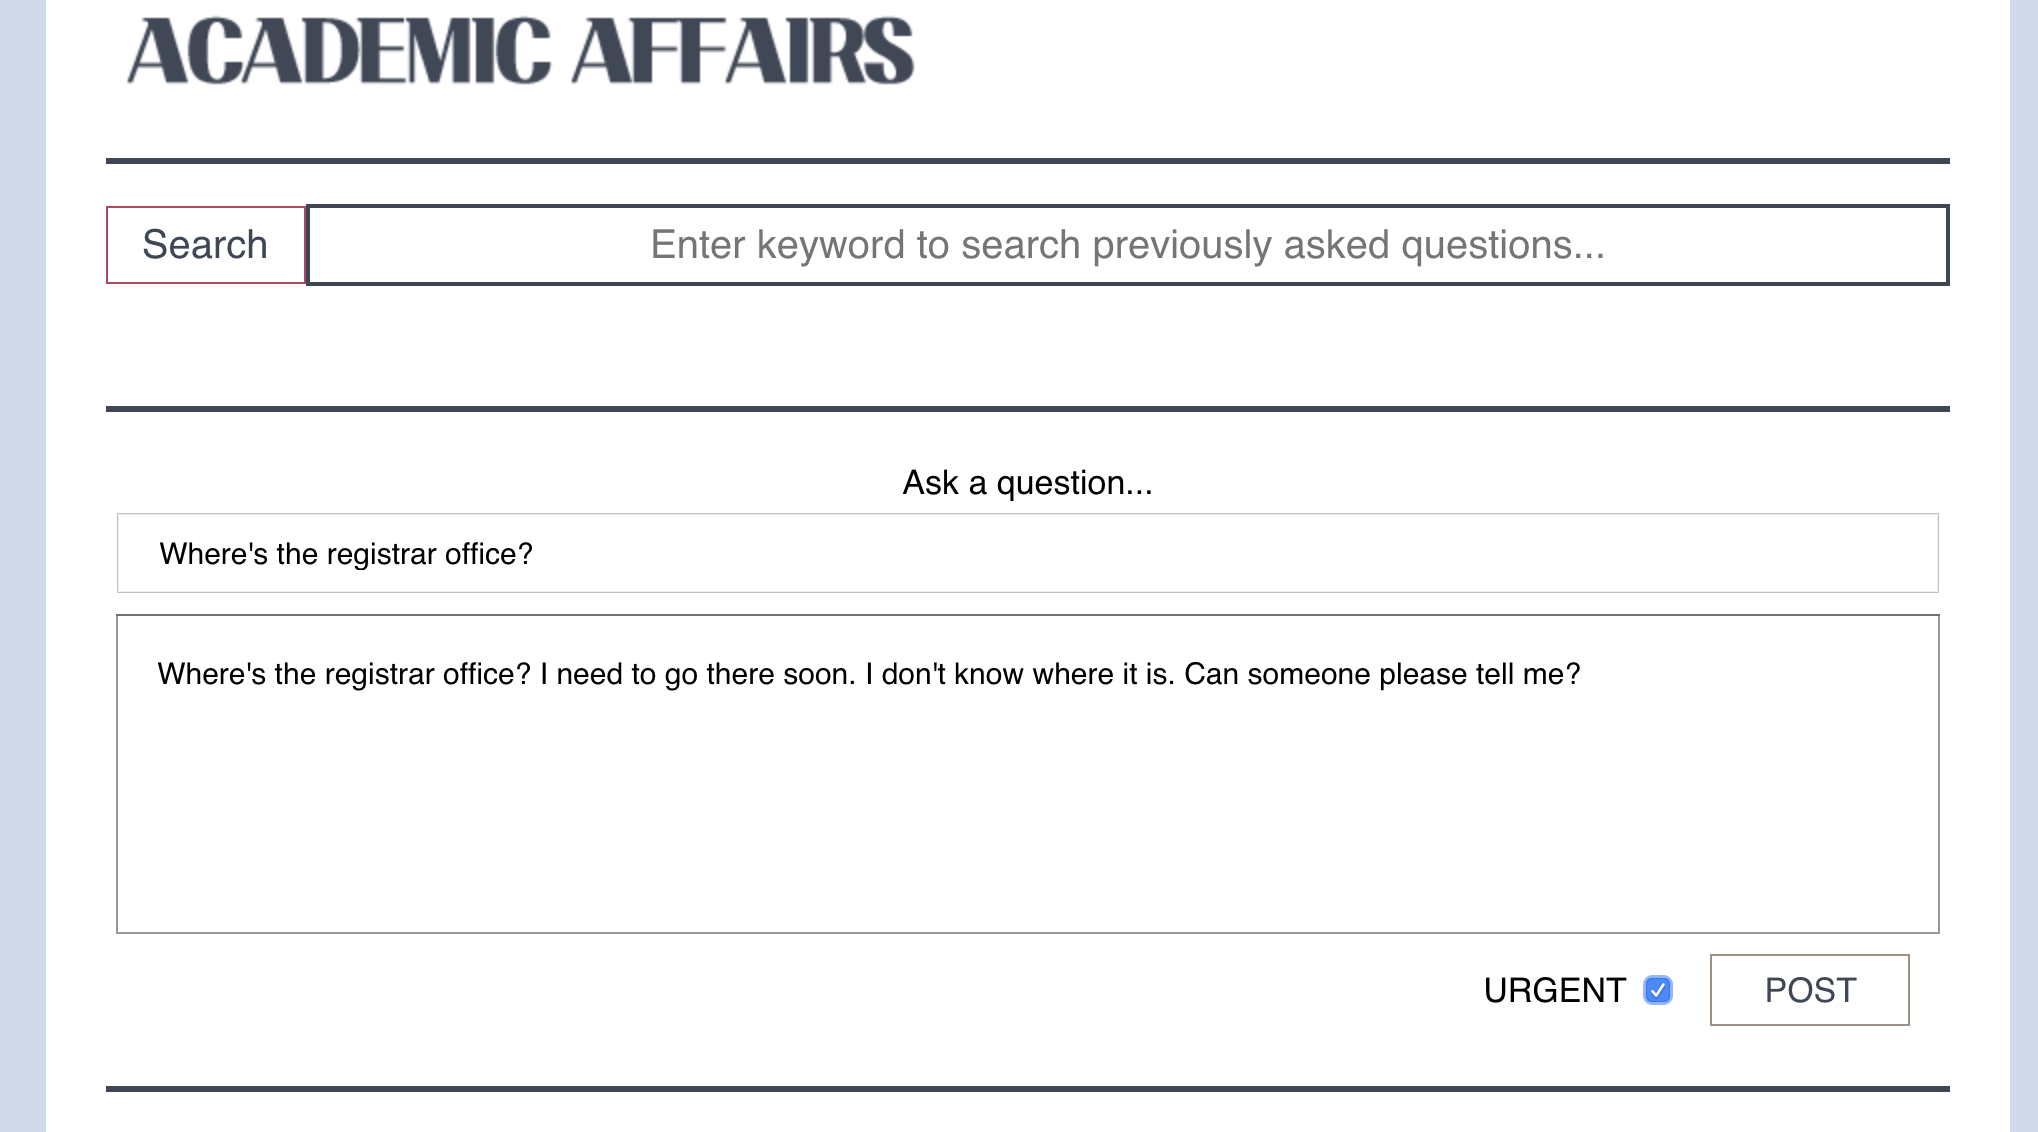 ACADEMIC AFFAIRS
Search
Enter keyword to search previously asked questions...
Ask a question...
Where's the registrar office?
Where's the registrar office? I need to go there soon. I don't know where it is. Can someone please tell me?
URGENT
POST